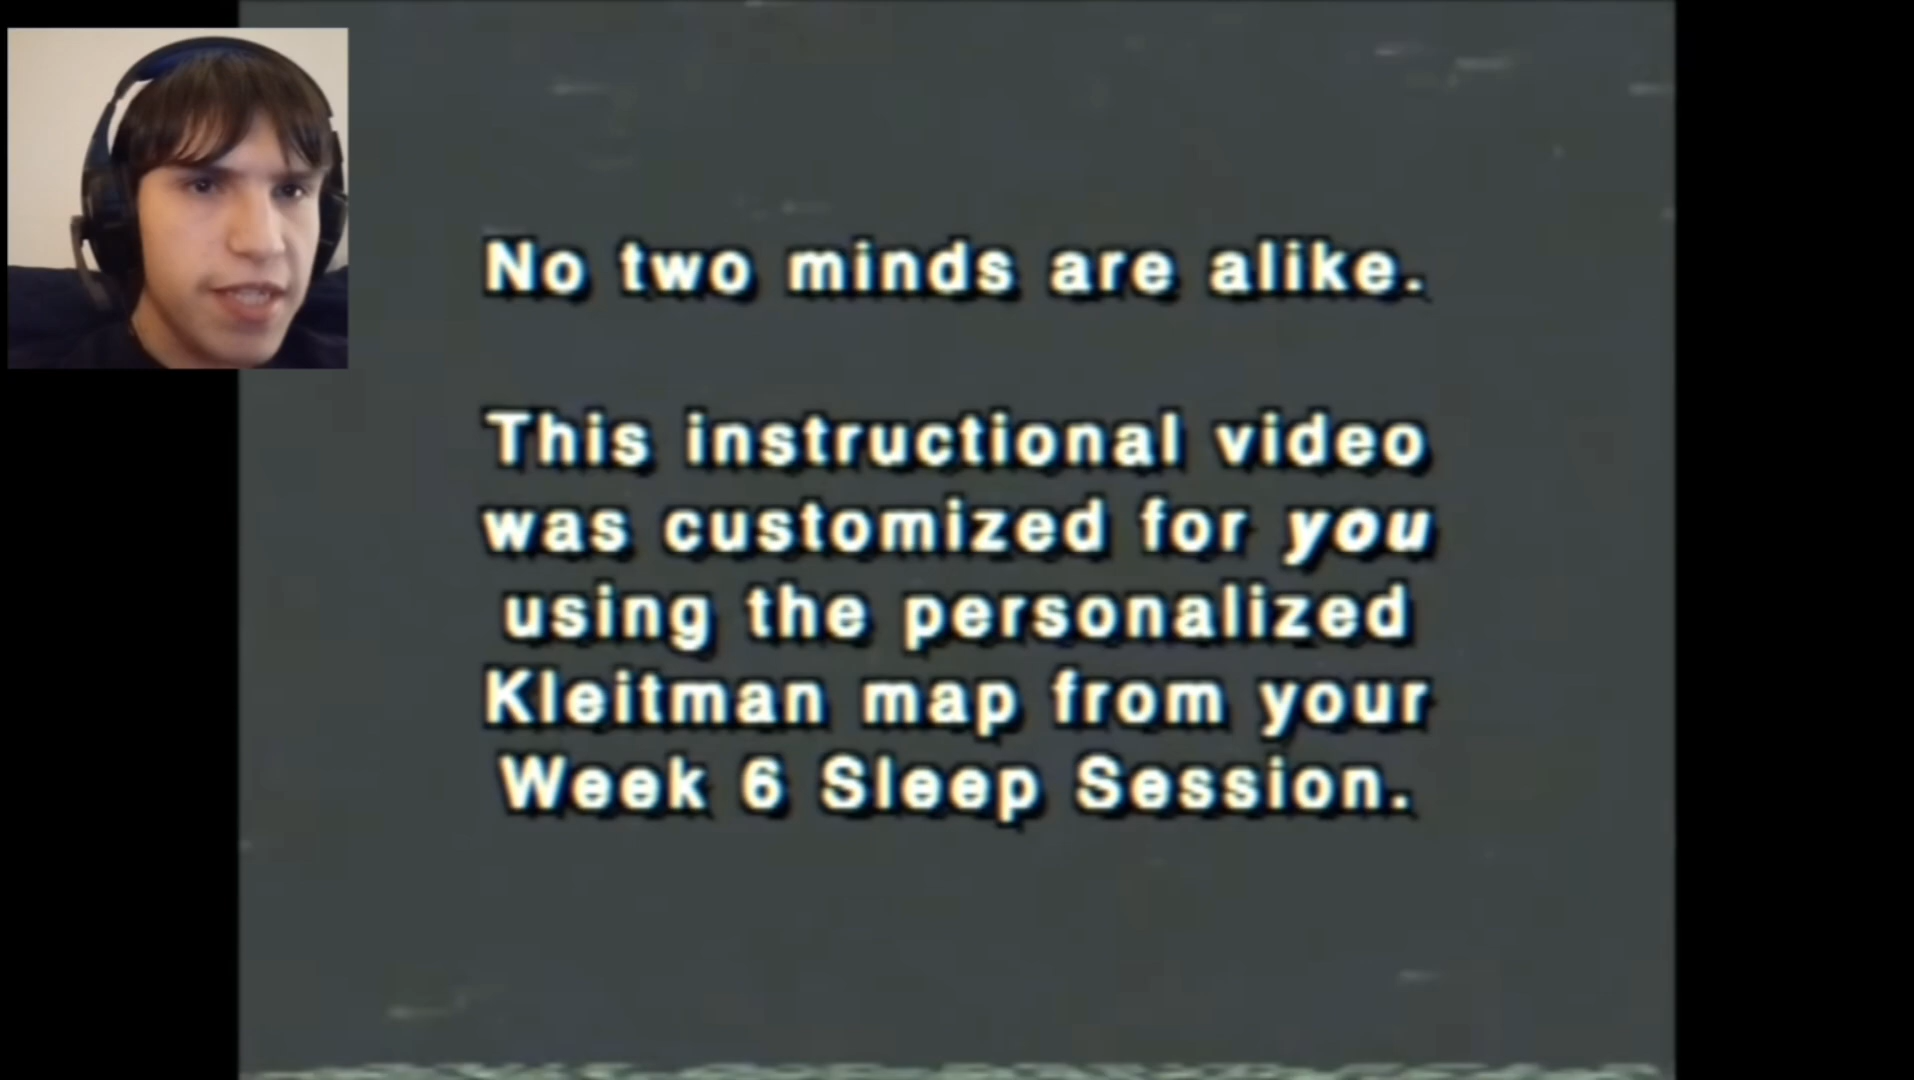 No two minds are alike.
This instructional video
was customized for you
using the personalized
Kleitman map from your
Week 6 Sleep Session.